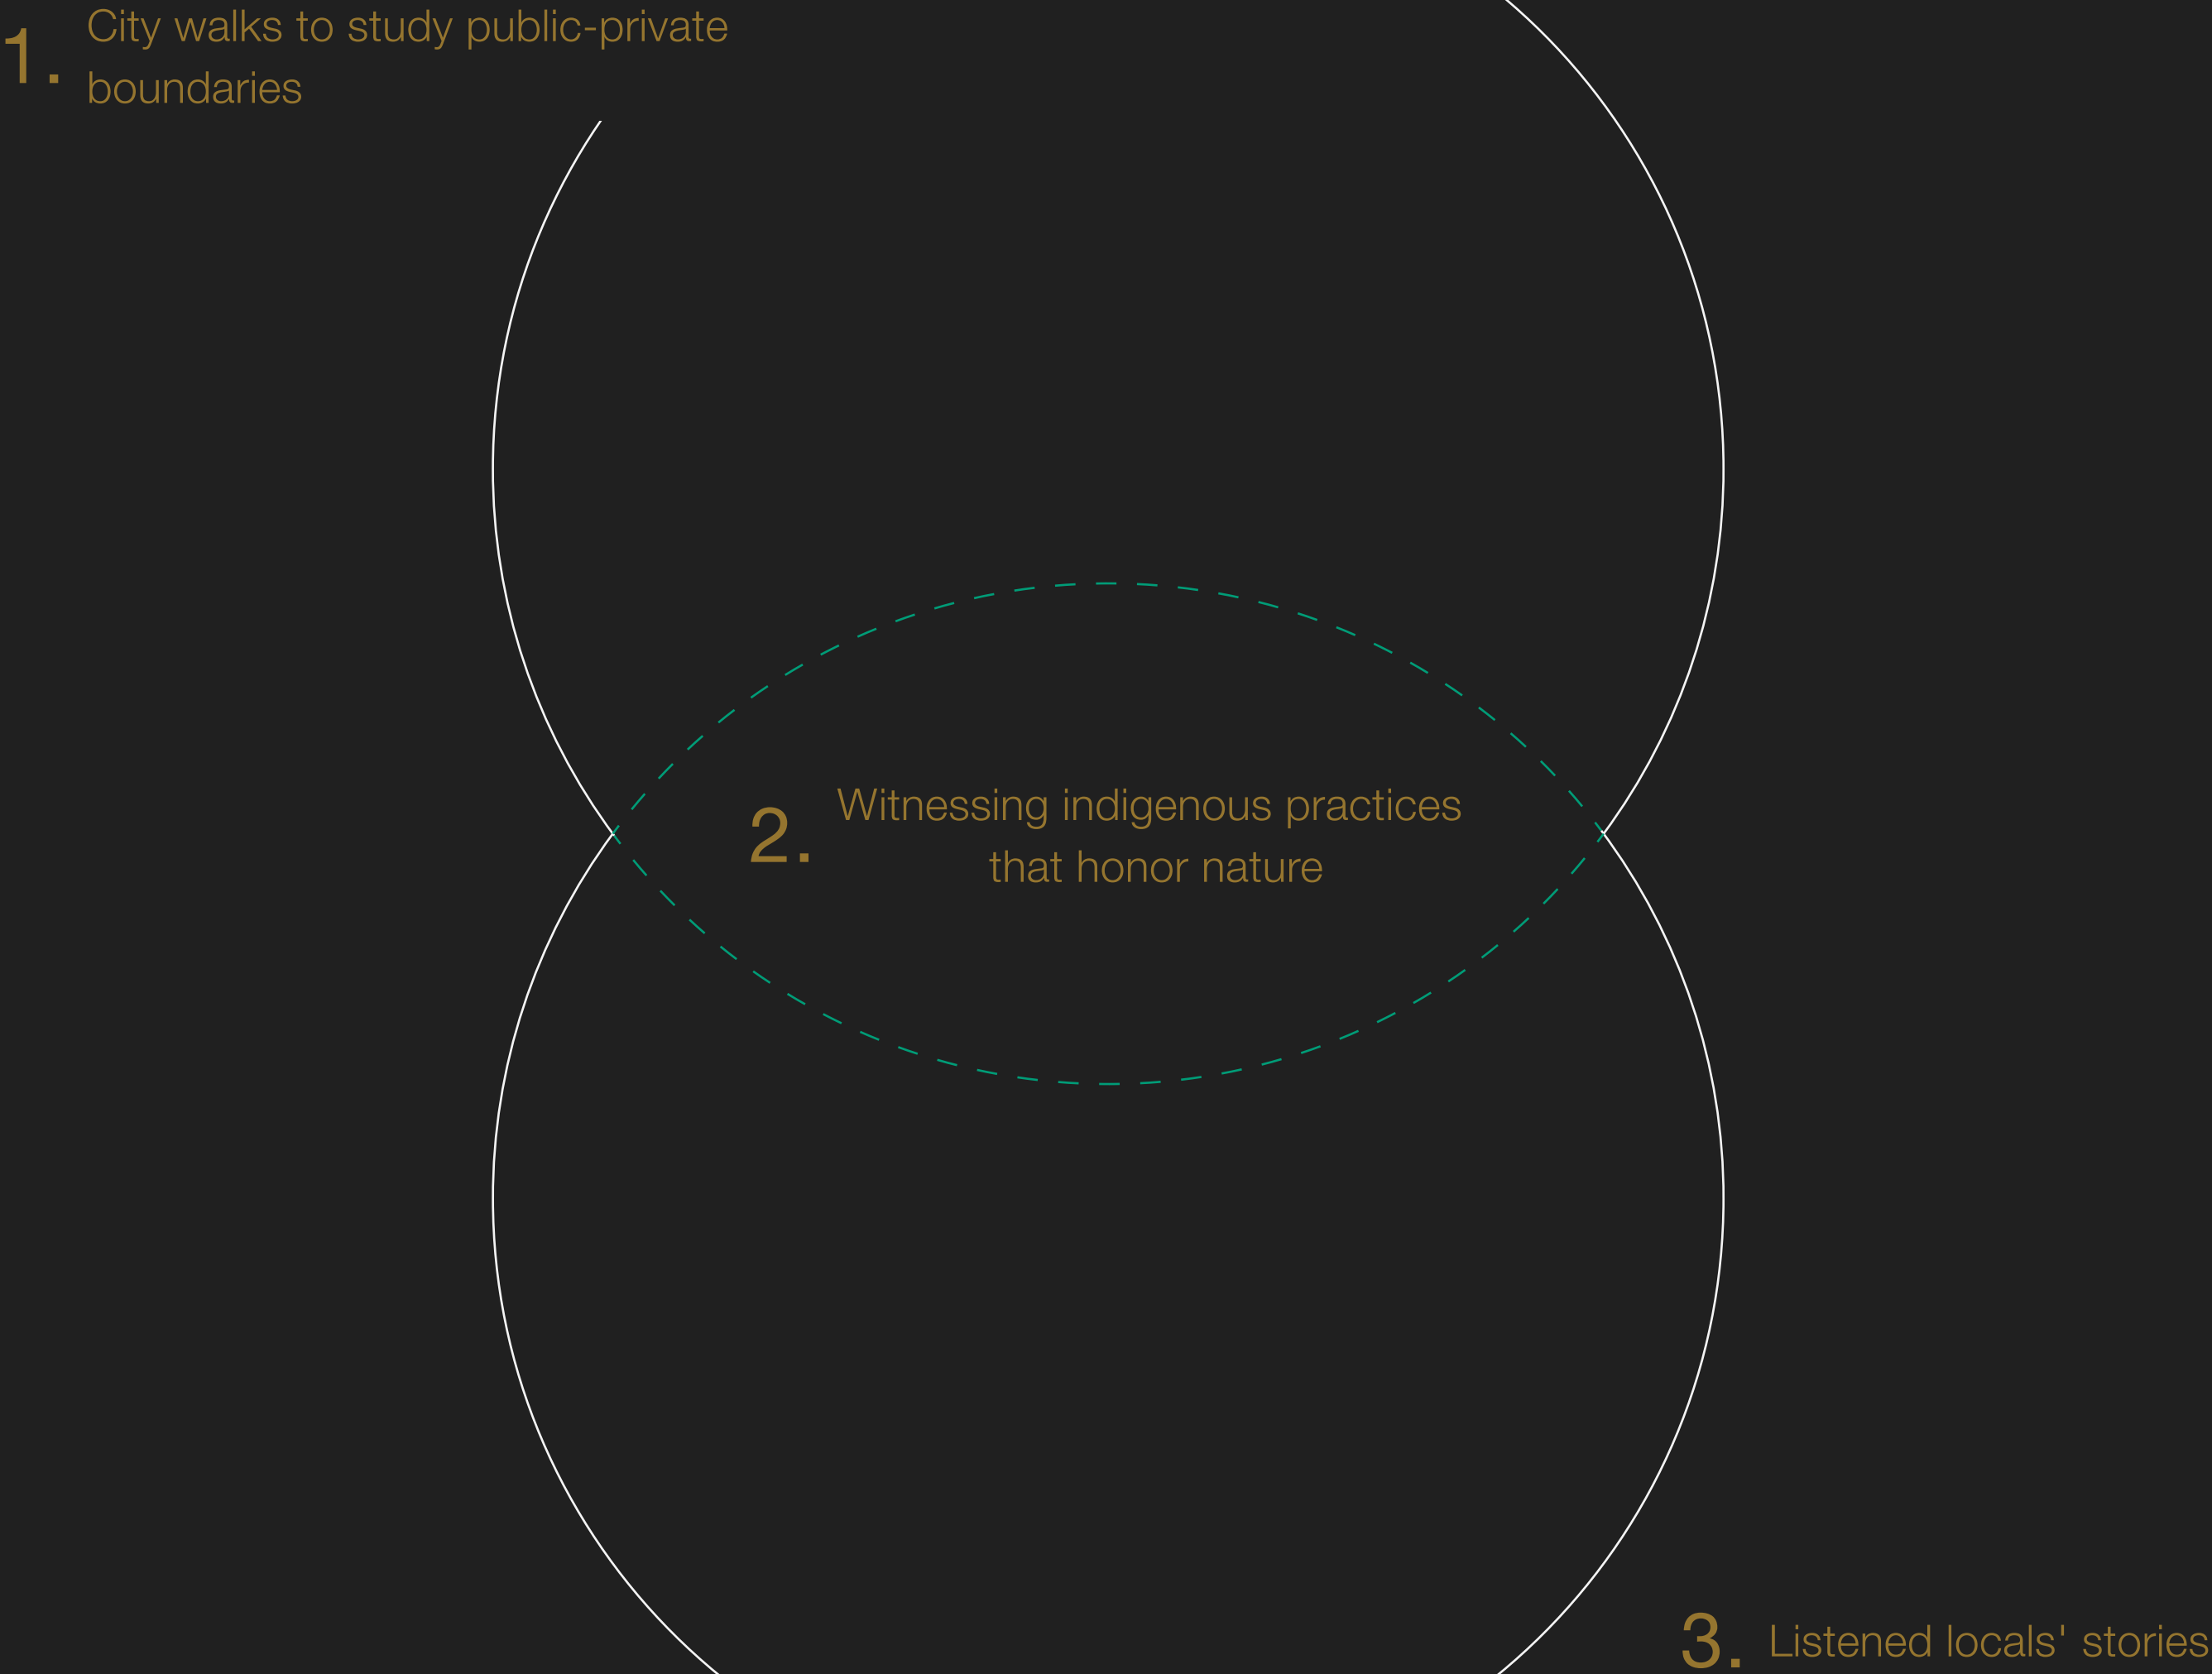 1. City walks to study public-private
boundaries
2. Witnessing indigenous practices
that honor nature
3. Listened locals' stories